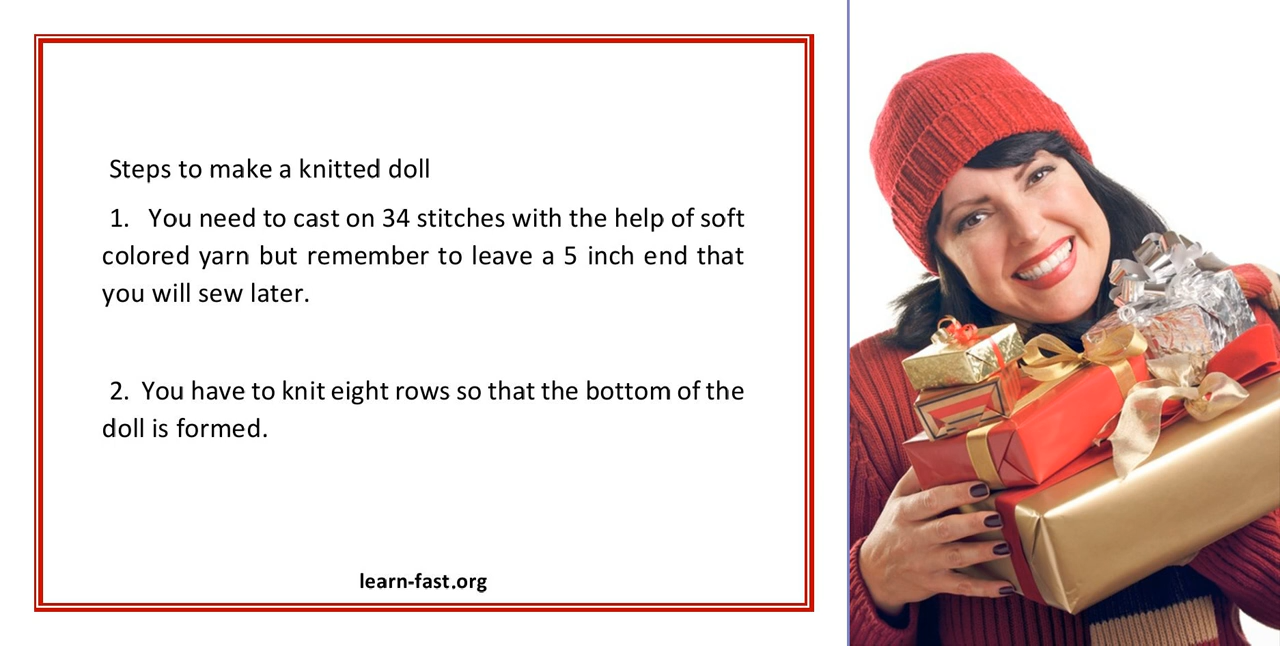 Steps to make a knitted doll
1. You need to cast on 34 stitches with the help of soft
colored yarn but remember to leave a 5 inch end that
you will sew later.
2. You have to knit eight rows so that the bottom of the
doll is formed.
learn-fast.org